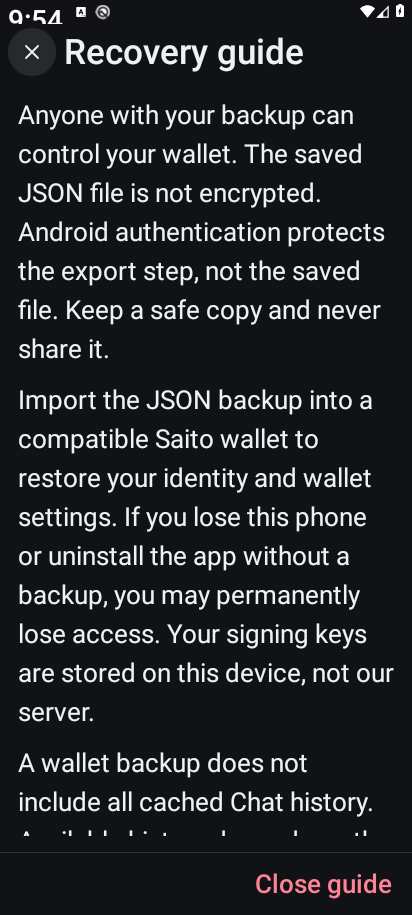 9:54
Recovery guide
Anyone with your backup can
control your wallet. The saved
JSON file is not encrypted.
Android authentication protects
the export step, not the saved
file. Keep a safe copy and never
share it.
Import the JSON backup into a
compatible Saito wallet to
restore your identity and wallet
settings. If you lose this phone
or uninstall the app without a
backup, you may permanently
lose access. Your signing keys
are stored on this device, not our
server.
A wallet backup does not
include all cached Chat history.
Close guide